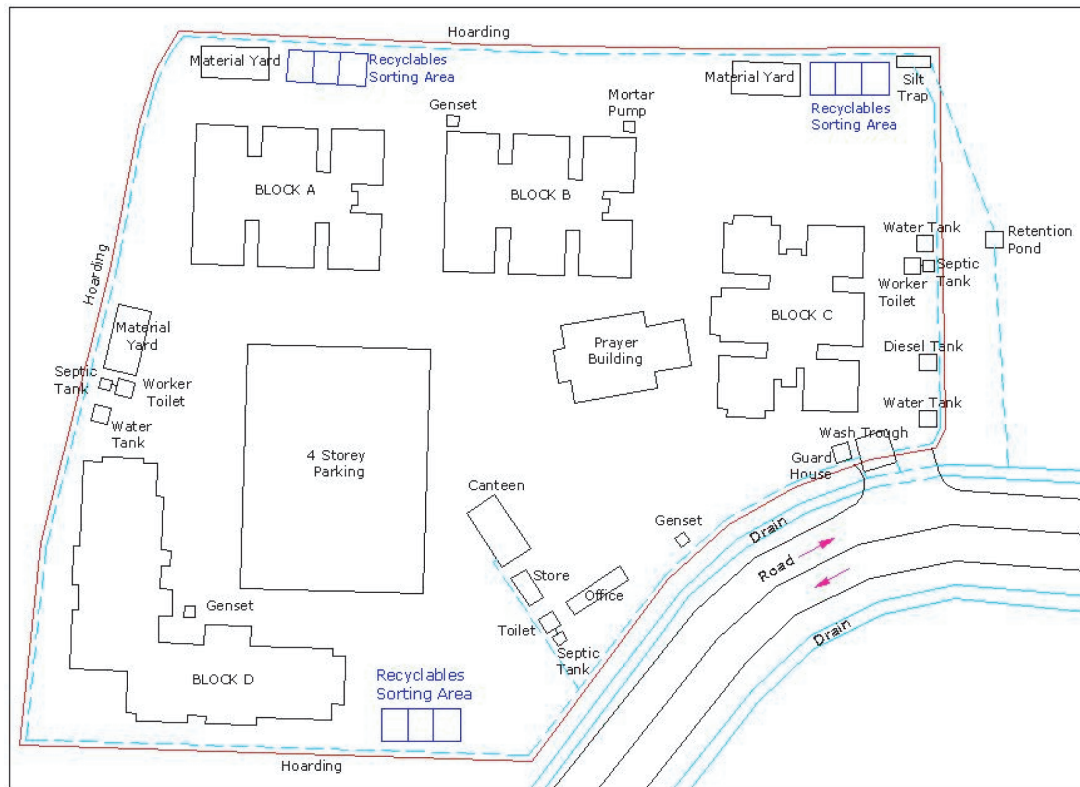 Hoarding
Material Yard
Recyclables
Sorting Area
Material Yard
Recyclables
Sorting Area
Silt
Trap
Genset
Mortar
Pump
BLOCK A
BLOCK B
Water Tank
Retention
Pond
Septic
Tank
Worker
Toilet
Hoarding
BLOCK C
Material
Yard
Prayer
Building
Diesel Tank
Septic
Tank
Worker
Toilet
Water Tank
Water
Tank
Wash Trough
Guard
House
4 Storey
Parking
Canteen
Genset
Drain
Road
Store
Office
Genset
Toilet
Septic
Tank
Drain
BLOCK D
Recyclables
Sorting Area
Hoarding